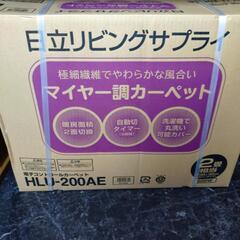 日立リビングサプライ
極細繊維でやわらかな風合い
マイヤー調カーペット
暖房面積
2面切換
自動切
タイマー
洗濯機で
丸洗い
可能カバー
2畳
相当
電子コントロールカーペット
HLU-200AE